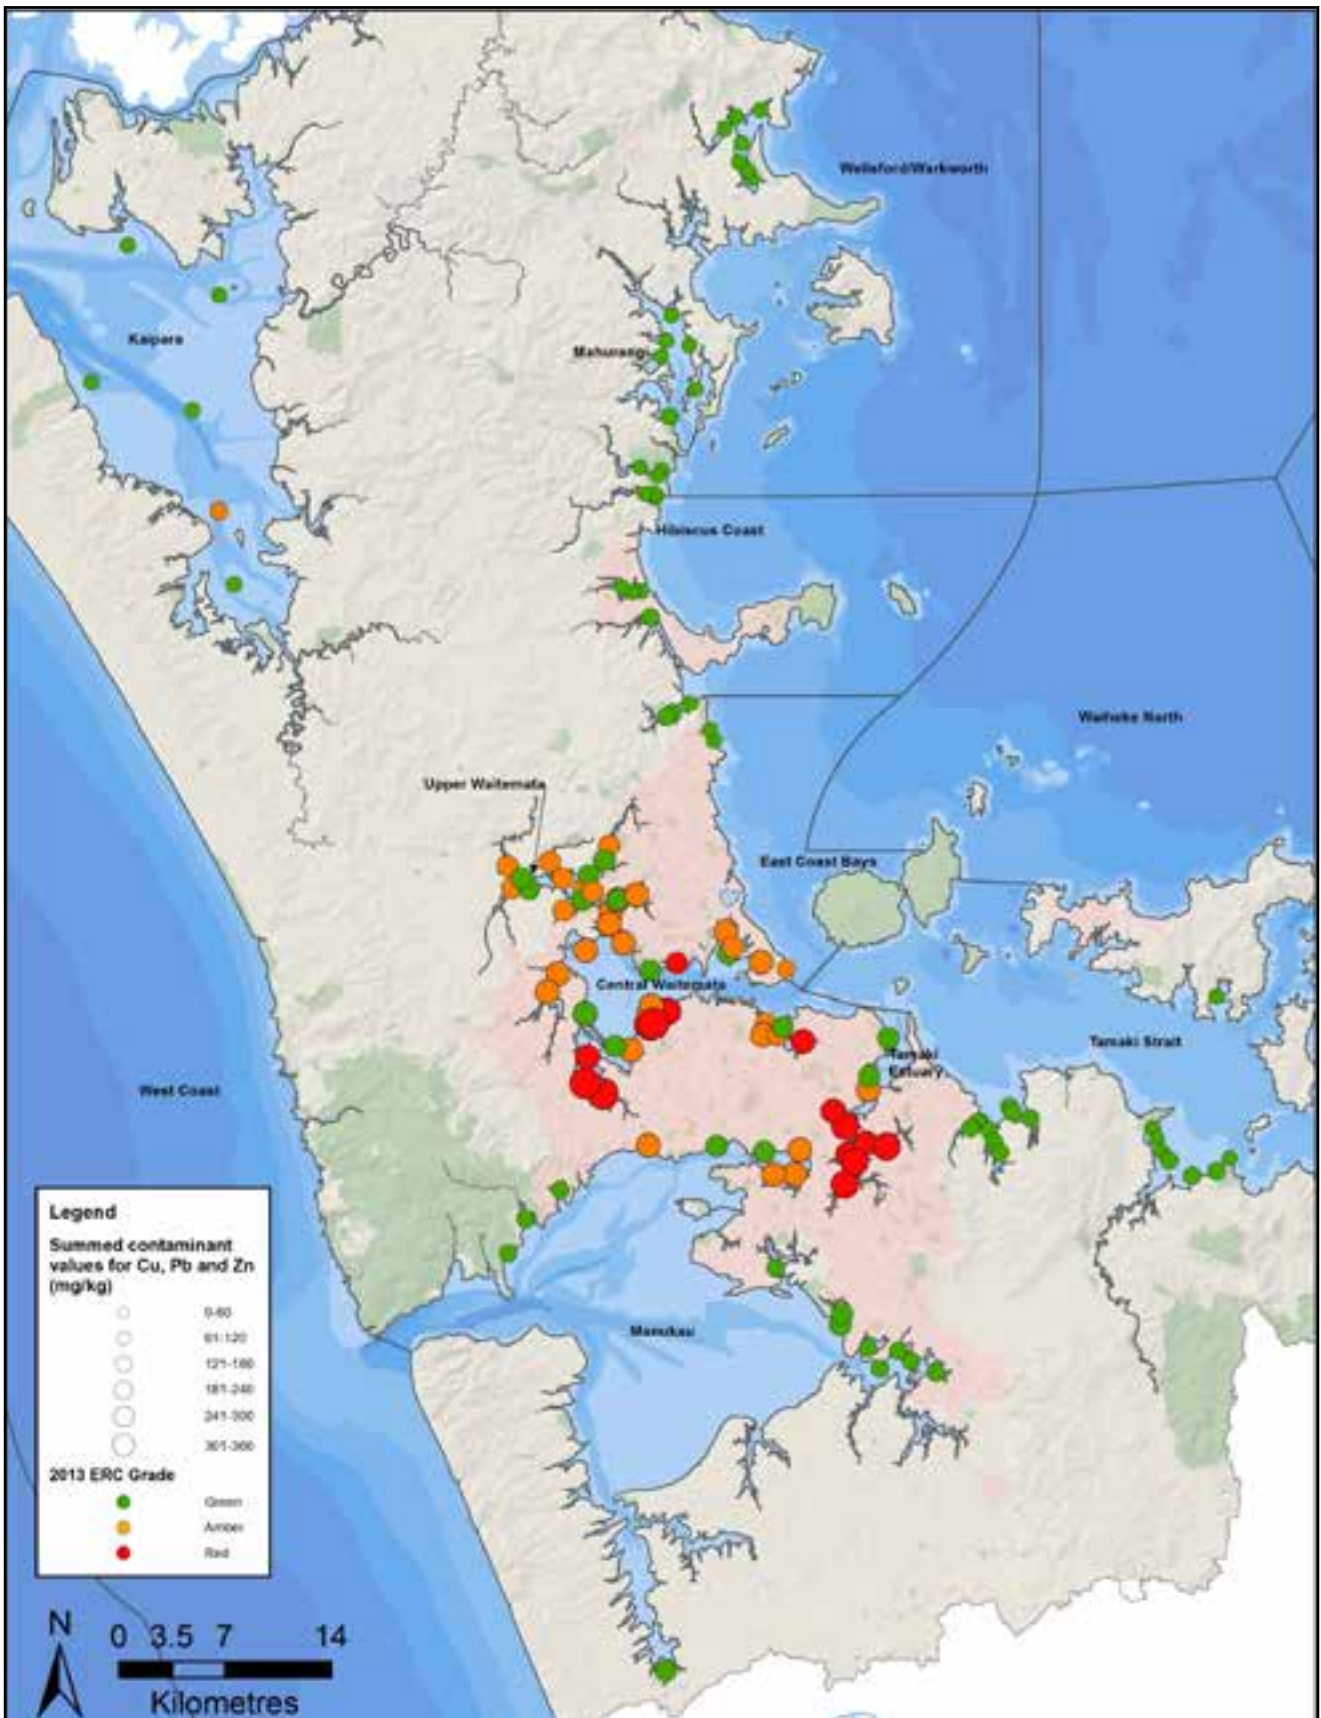 Wellsford/Warkworth
Kaipara
Mahurangi
Hibiscus Coast
Waiheke North
Upper Waitemata
East Coast Bays
Central Waitemata
Tamaki Strait
Tamaki
Estuary
West Coast
Manukau
Legend
Summed contaminant
values for Cu, Pb and Zn
(mg/kg)
0-60
61-120
121-180
181-240
241-300
301-360
2013 ERC Grade
Green
Amber
Red
N
0 3.5 7 14
Kilometres